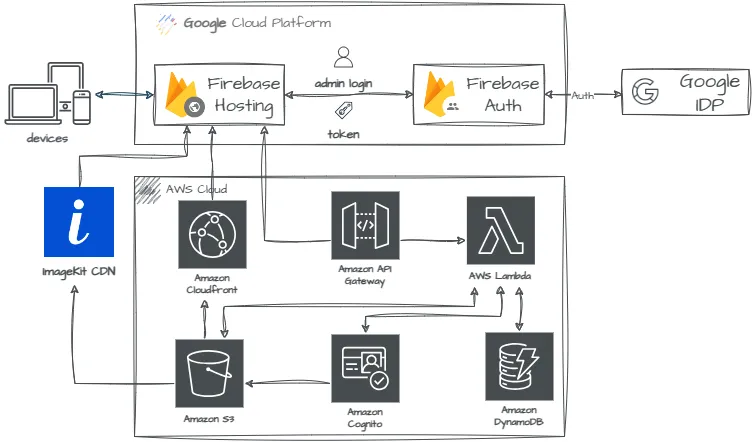 Google Cloud Platform
Firebase
Hosting
admin login
token
Firebase
Auth
Auth
Google
IDP
devices
AWS Cloud
i
ImageKit CDN
Amazon
Cloudfront
</>
Amazon API
Gateway
AWS Lambda
Amazon S3
Amazon
Cognito
Amazon
DynamoDB